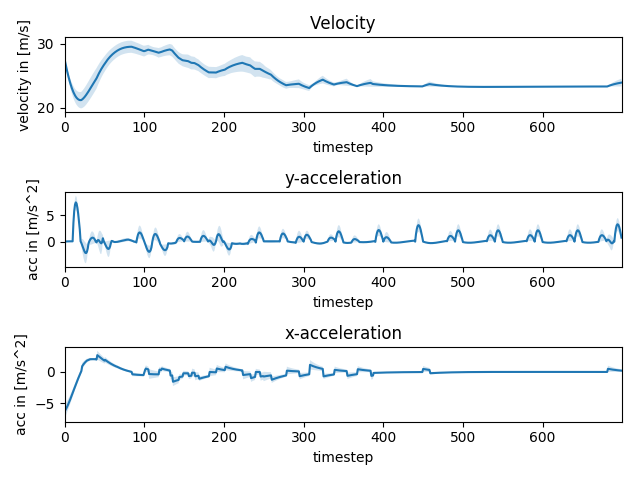 Velocity
velocity in [m/s]
30
20
0 100 200 300 400 500 600
timestep
y-acceleration
acc in [m/s^2]
5
0
0 100 200 300 400 500 600
timestep
x-acceleration
acc in [m/s^2]
0
−5
0 100 200 300 400 500 600
timestep